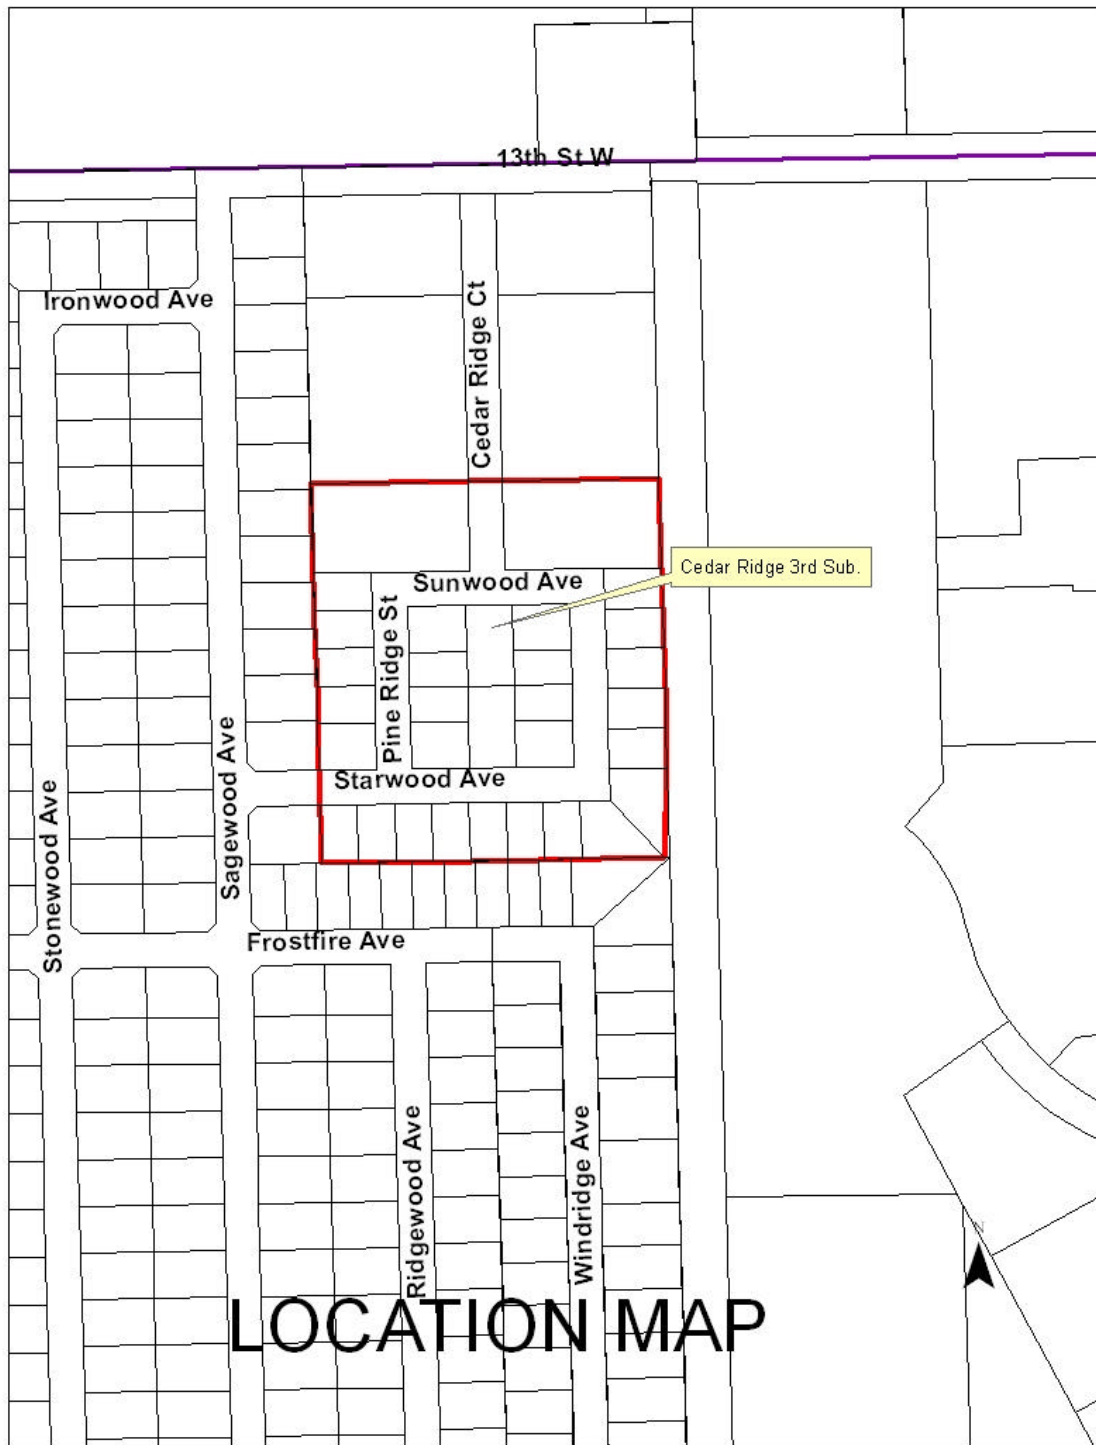 13th St W
Ironwood Ave
Cedar Ridge Ct
Cedar Ridge 3rd Sub.
Sunwood Ave
Pine Ridge St
Starwood Ave
Sagewood Ave
Stonewood Ave
Frostfire Ave
Ridgewood Ave
Windridge Ave
N
LOCATION MAP